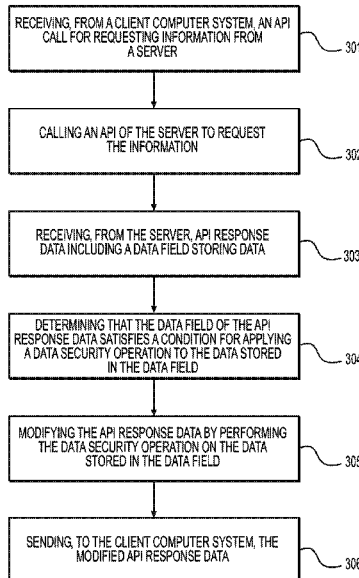 RECEIVING, FROM A CLIENT COMPUTER SYSTEM, AN API
CALL FOR REQUESTING INFORMATION FROM
A SERVER
301
CALLING AN API OF THE SERVER TO REQUEST
THE INFORMATION
302
RECEIVING, FROM THE SERVER, API RESPONSE
DATA INCLUDING A DATA FIELD STORING DATA
303
DETERMINING THAT THE DATA FIELD OF THE API
RESPONSE DATA SATISFIES A CONDITION FOR APPLYING
A DATA SECURITY OPERATION TO THE DATA STORED
IN THE DATA FIELD
304
MODIFYING THE API RESPONSE DATA BY PERFORMING
THE DATA SECURITY OPERATION ON THE DATA
STORED IN THE DATA FIELD
305
SENDING, TO THE CLIENT COMPUTER SYSTEM, THE
MODIFIED API RESPONSE DATA
306